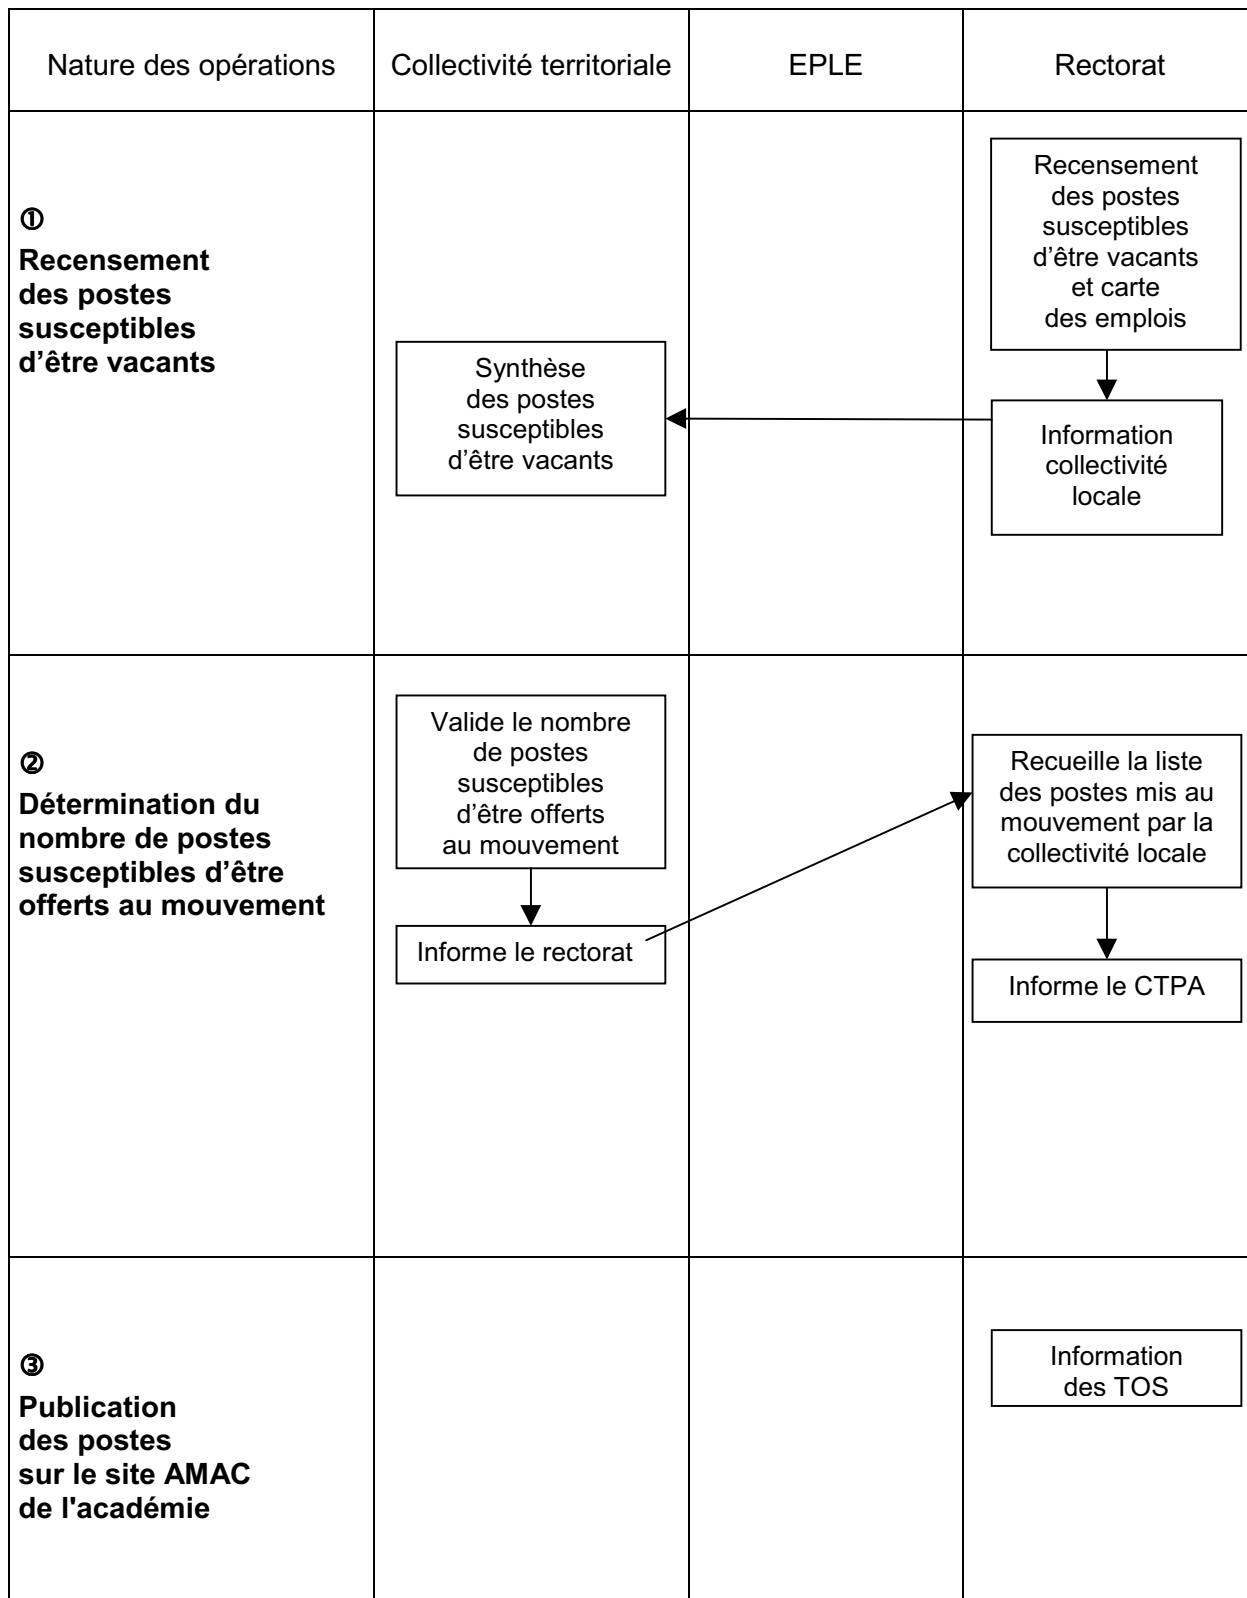 Nature des opérations
Collectivité territoriale
EPLE
Rectorat
①
Recensement
des postes
susceptibles
d’être vacants
Synthèse
des postes
susceptibles
d’être vacants
Recensement
des postes
susceptibles
d’être vacants
et carte
des emplois
Information
collectivité
locale
②
Détermination du
nombre de postes
susceptibles d’être
offerts au mouvement
Valide le nombre
de postes
susceptibles
d’être offerts
au mouvement
Informe le rectorat
Recueille la liste
des postes mis au
mouvement par la
collectivité locale
Informe le CTPA
③
Publication
des postes
sur le site AMAC
de l'académie
Information
des TOS